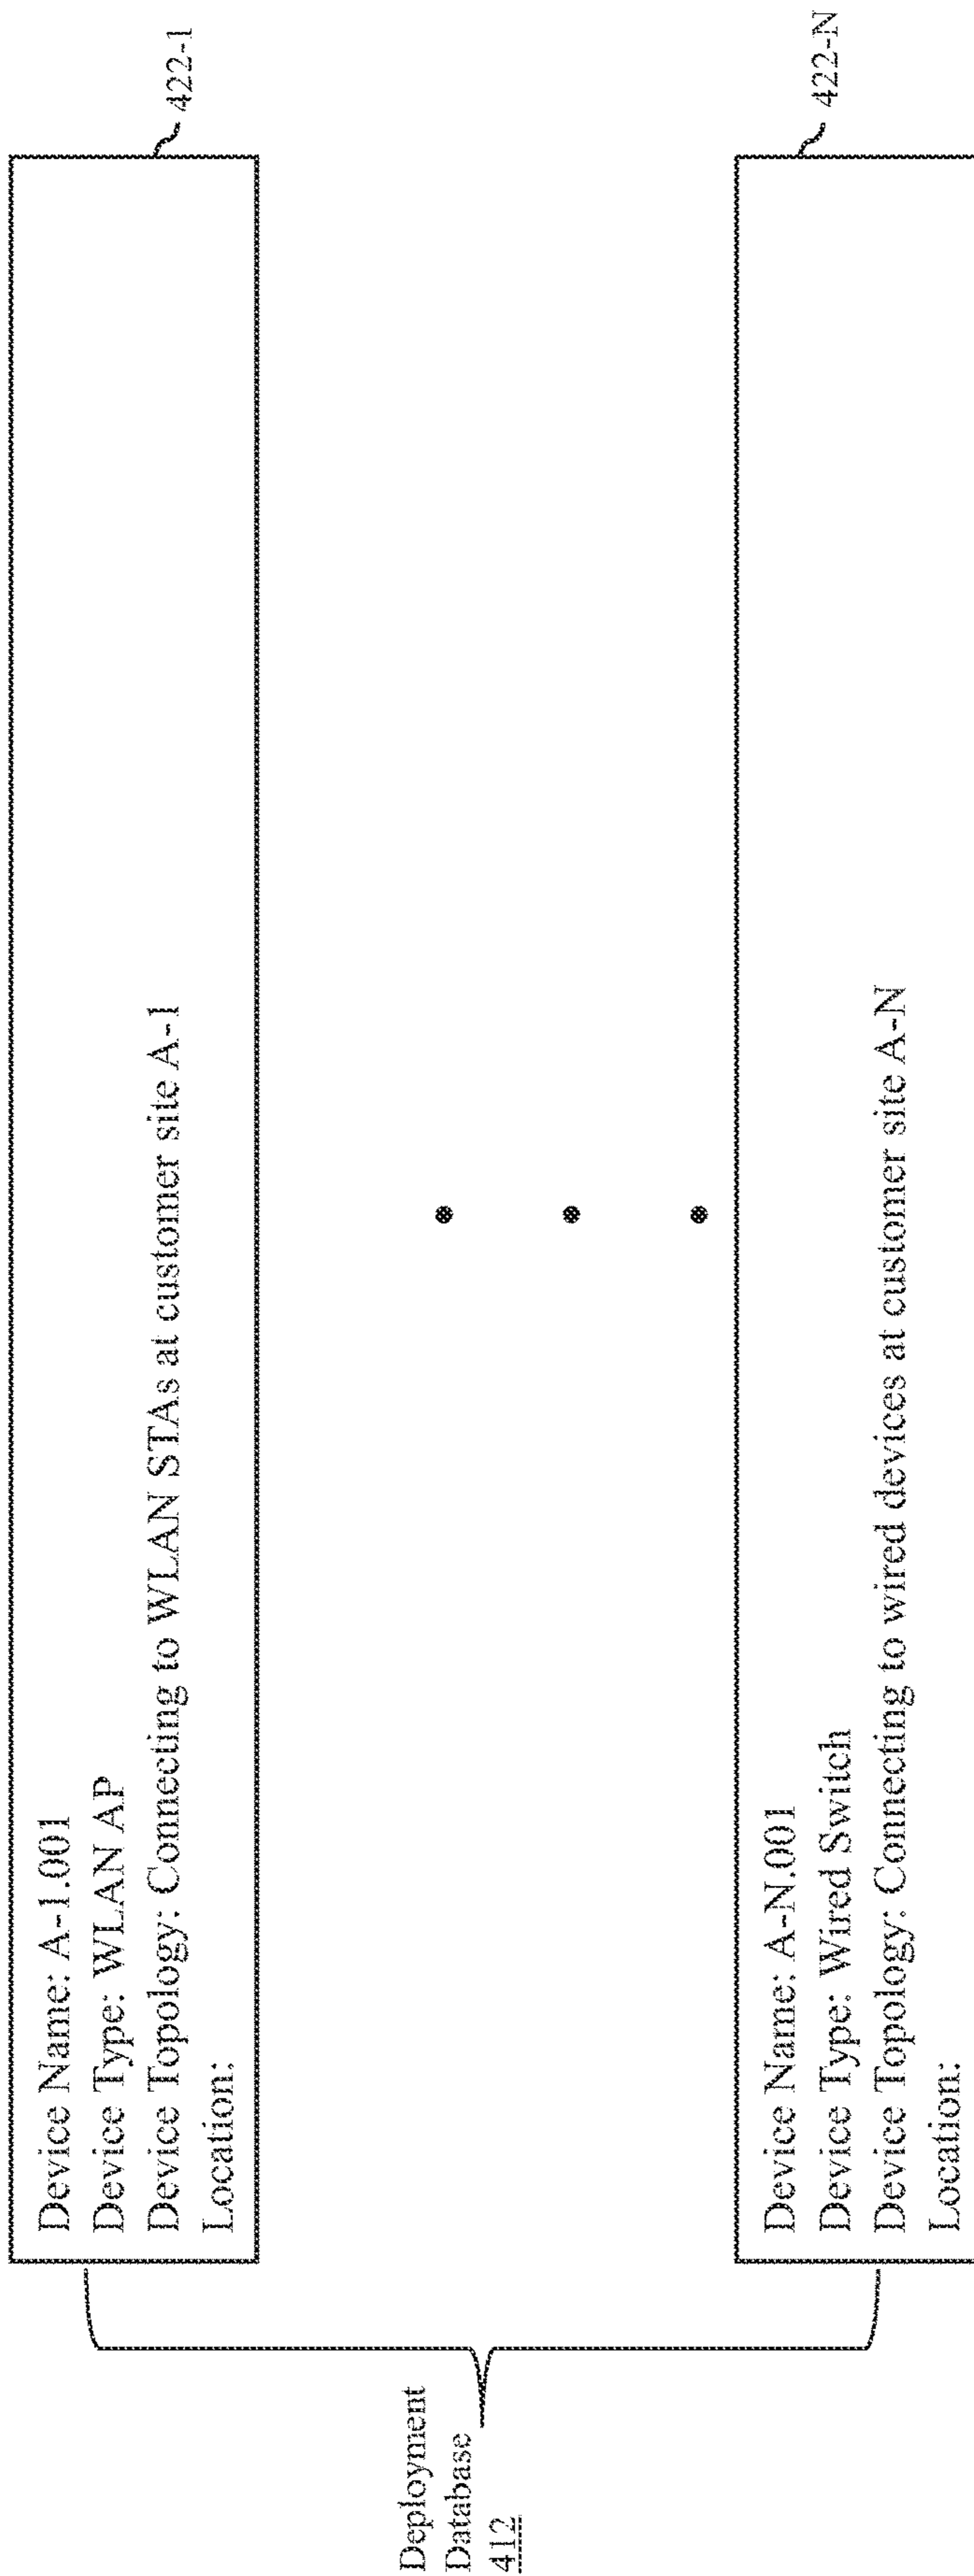 Device Name: A-1.001
Device Type: WLAN AP
Device Topology: Connecting to WLAN STAs at customer site A-1
Location:
422-1
Deployment
Database
412
Device Name: A-N.001
Device Type: Wired Switch
Device Topology: Connecting to wired devices at customer site A-N
Location:
422-N